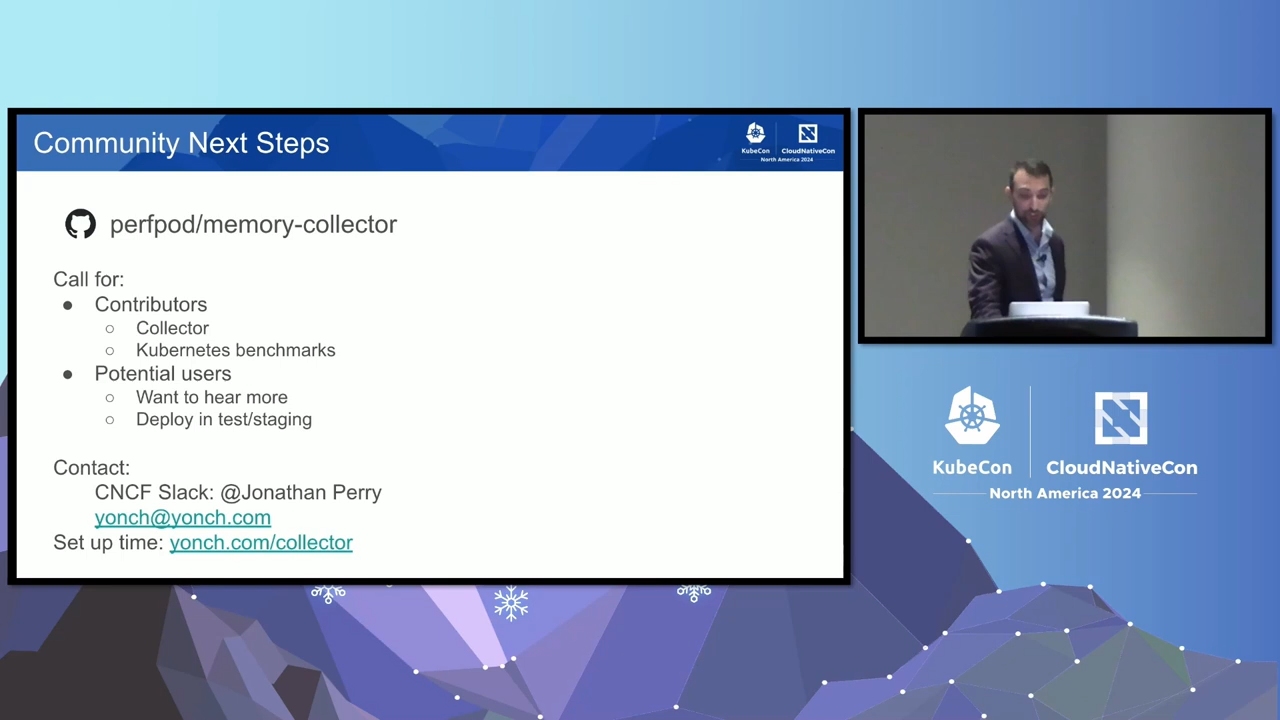 Community Next Steps
KubeCon
CloudNativeCon
North America 2024
perfpod/memory-collector
Call for:
● Contributors
○ Collector
○ Kubernetes benchmarks
● Potential users
○ Want to hear more
○ Deploy in test/staging
Contact:
CNCF Slack: @Jonathan Perry
yonch@yonch.com
Set up time: yonch.com/collector
KubeCon
CloudNativeCon
North America 2024